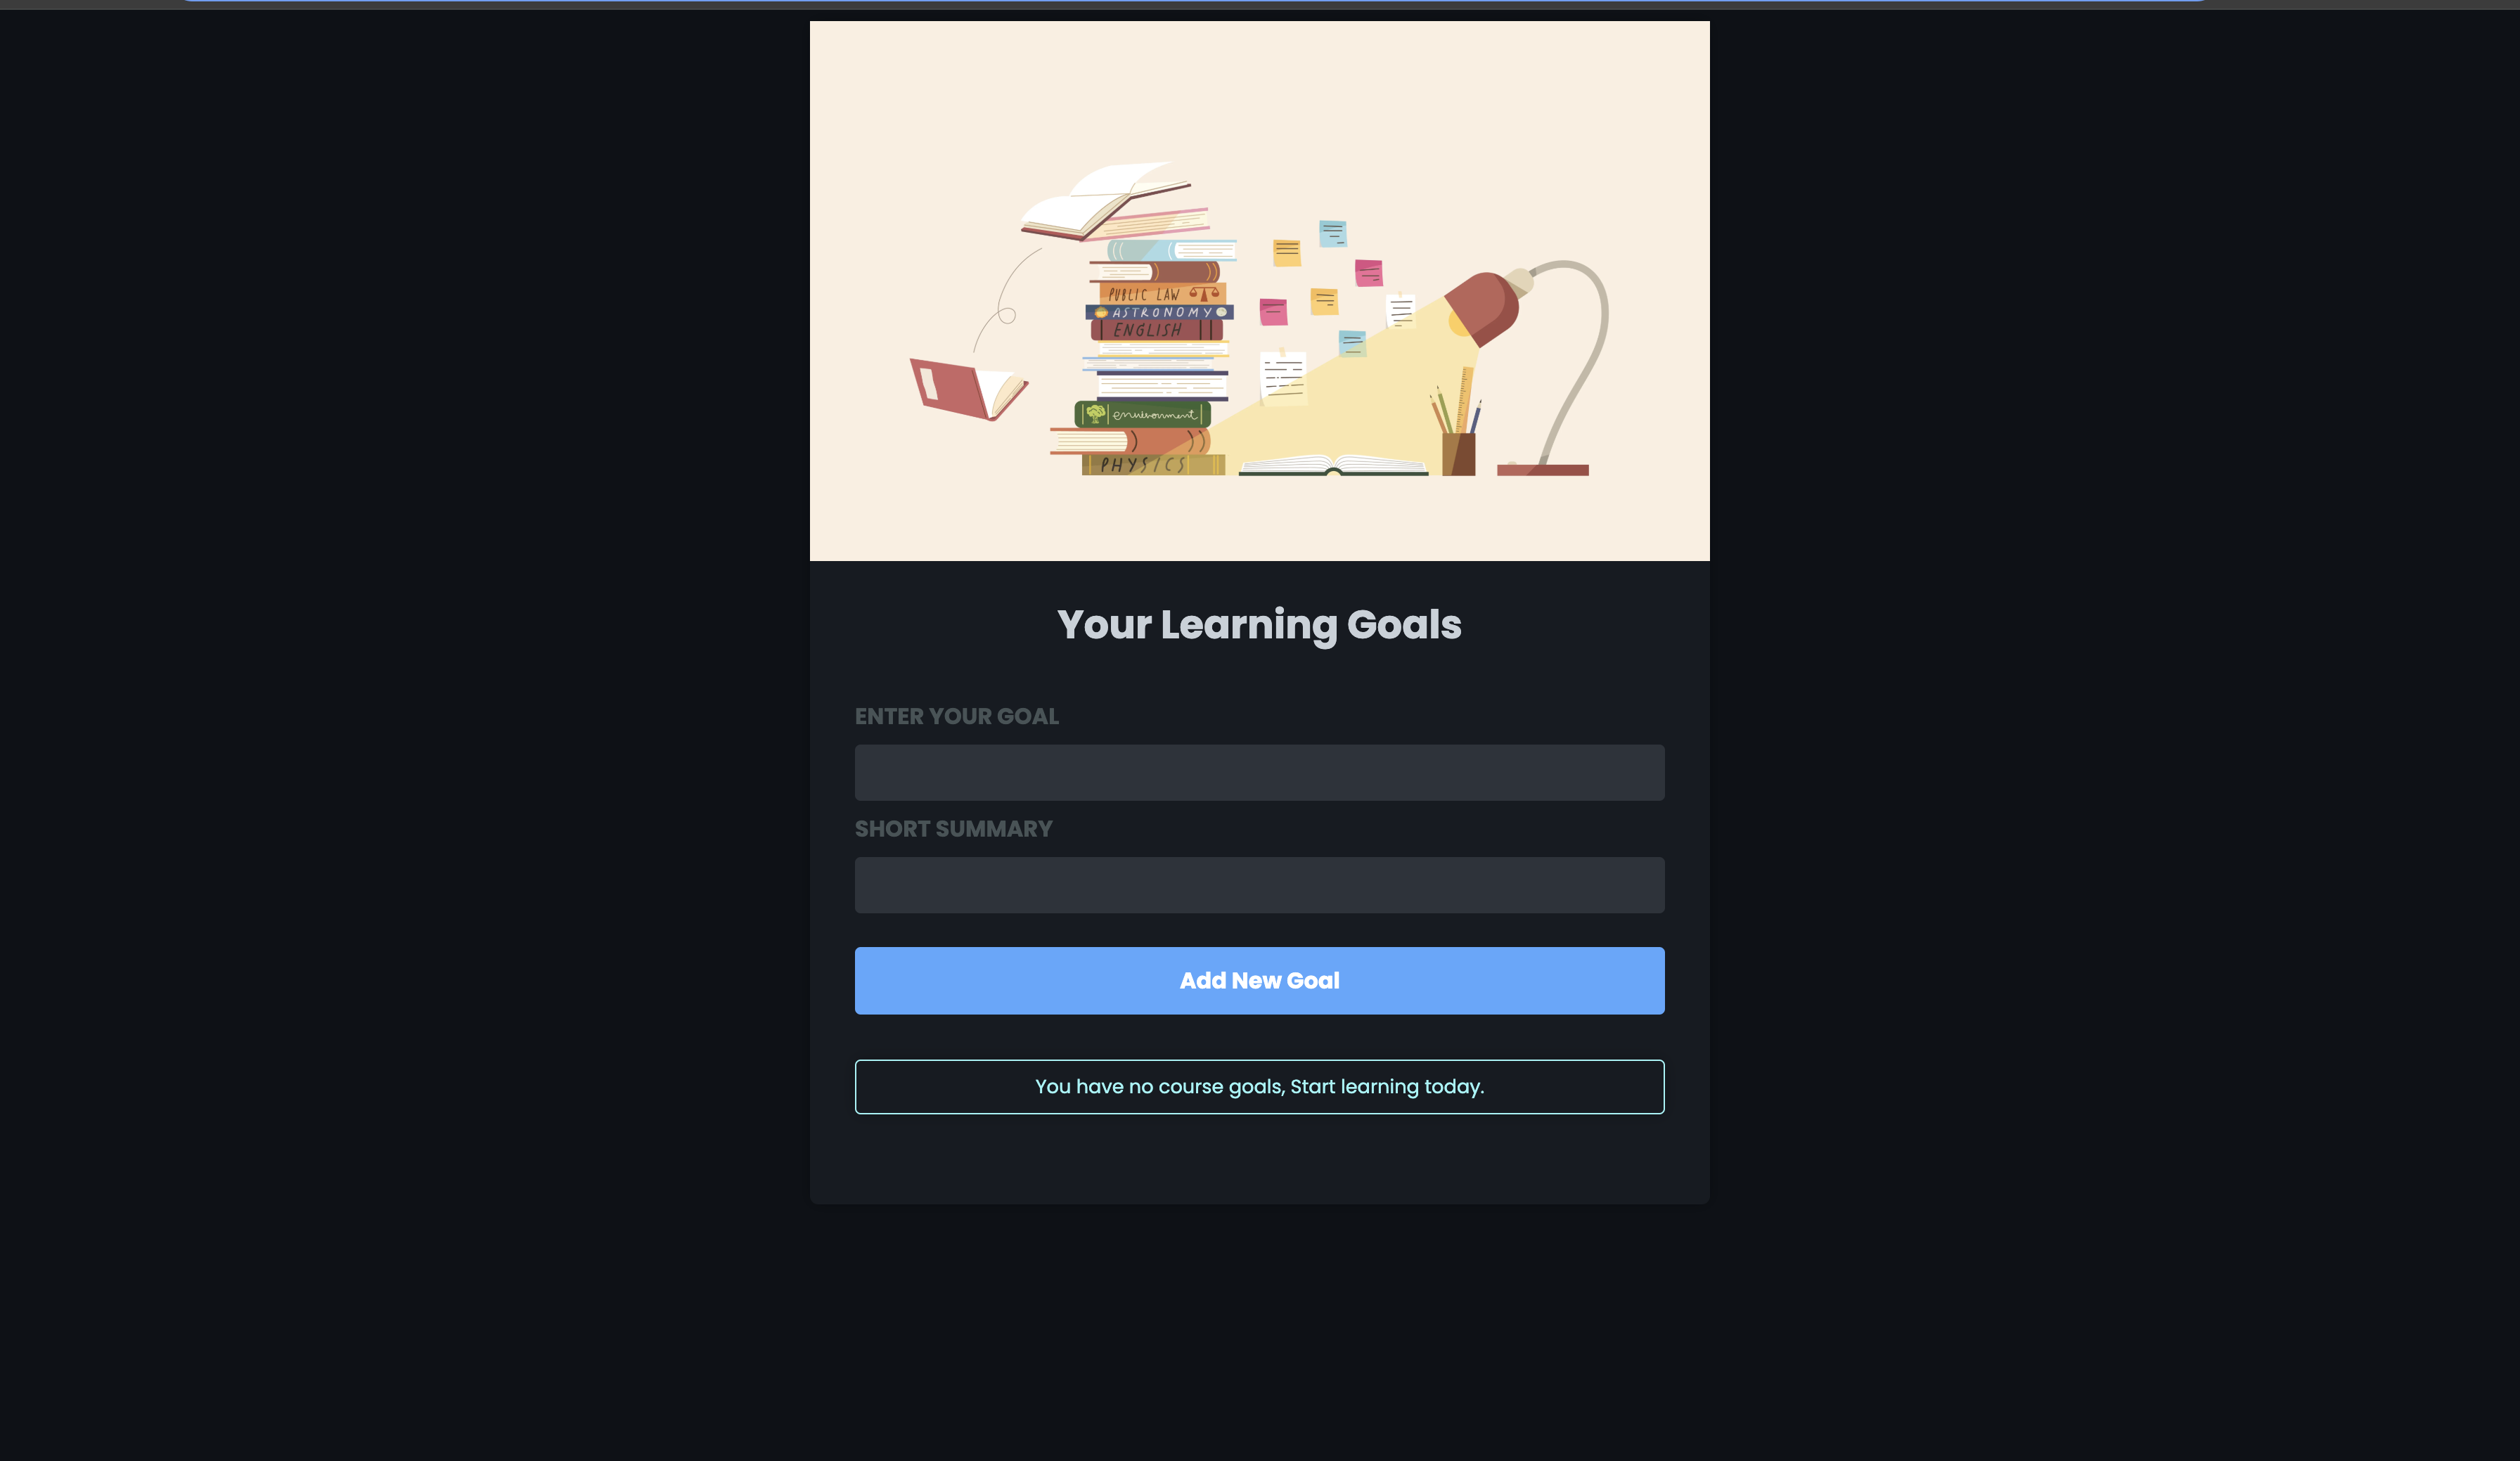 PUBLIC LAW
ASTRONOMY
ENGLISH
environment
PHYSICS
Your Learning Goals
ENTER YOUR GOAL
SHORT SUMMARY
Add New Goal
You have no course goals, Start learning today.